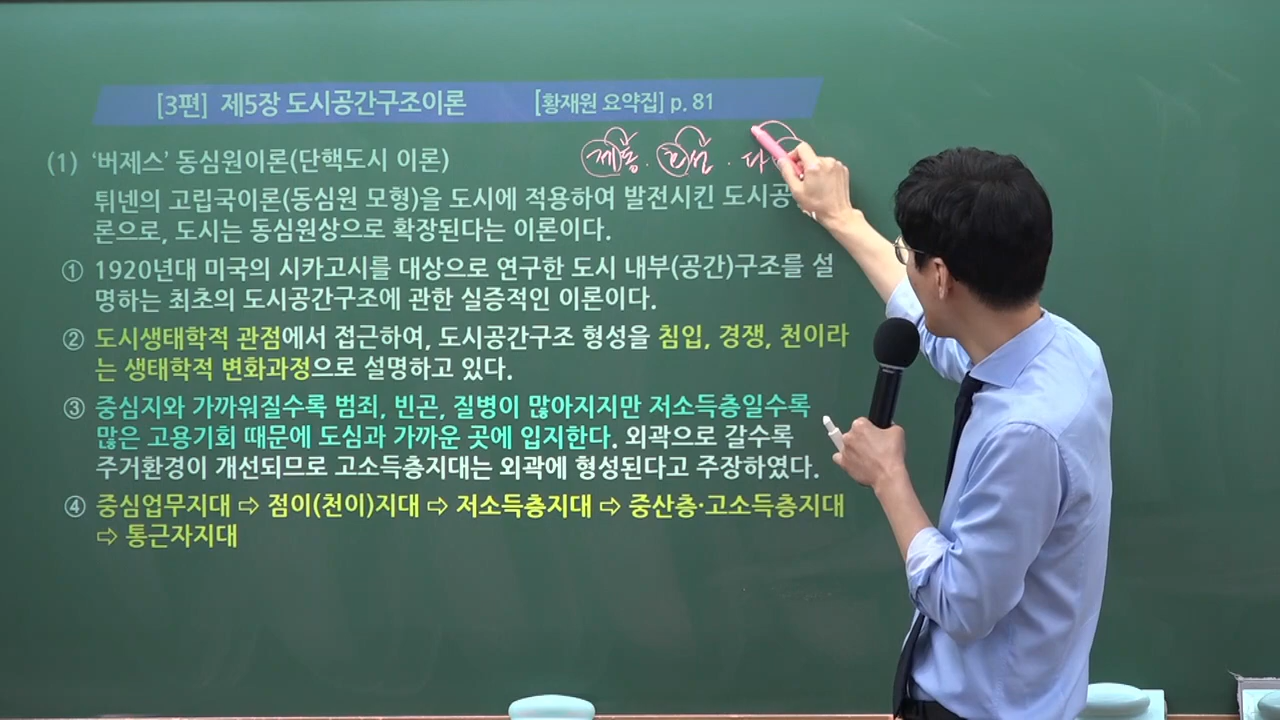 [3편] 제5장 도시공간구조이론 [황재원 요약집] p. 81
(1) ‘버제스’ 동심원이론(단핵도시 이론)
튀넨의 고립국이론(동심원 모형)을 도시에 적용하여 발전시킨 도시공
론으로, 도시는 동심원상으로 확장된다는 이론이다.
① 1920년대 미국의 시카고시를 대상으로 연구한 도시 내부(공간)구조를 설
명하는 최초의 도시공간구조에 관한 실증적인 이론이다.
② 도시생태학적 관점에서 접근하여, 도시공간구조 형성을 침입, 경쟁, 천이라
는 생태학적 변화과정으로 설명하고 있다.
③ 중심지와 가까워질수록 범죄, 빈곤, 질병이 많아지지만 저소득층일수록
많은 고용기회 때문에 도심과 가까운 곳에 입지한다. 외곽으로 갈수록
주거환경이 개선되므로 고소득층지대는 외곽에 형성된다고 주장하였다.
④ 중심업무지대 ⇨ 점이(천이)지대 ⇨ 저소득층지대 ⇨ 중산층·고소득층지대
⇨ 통근자지대